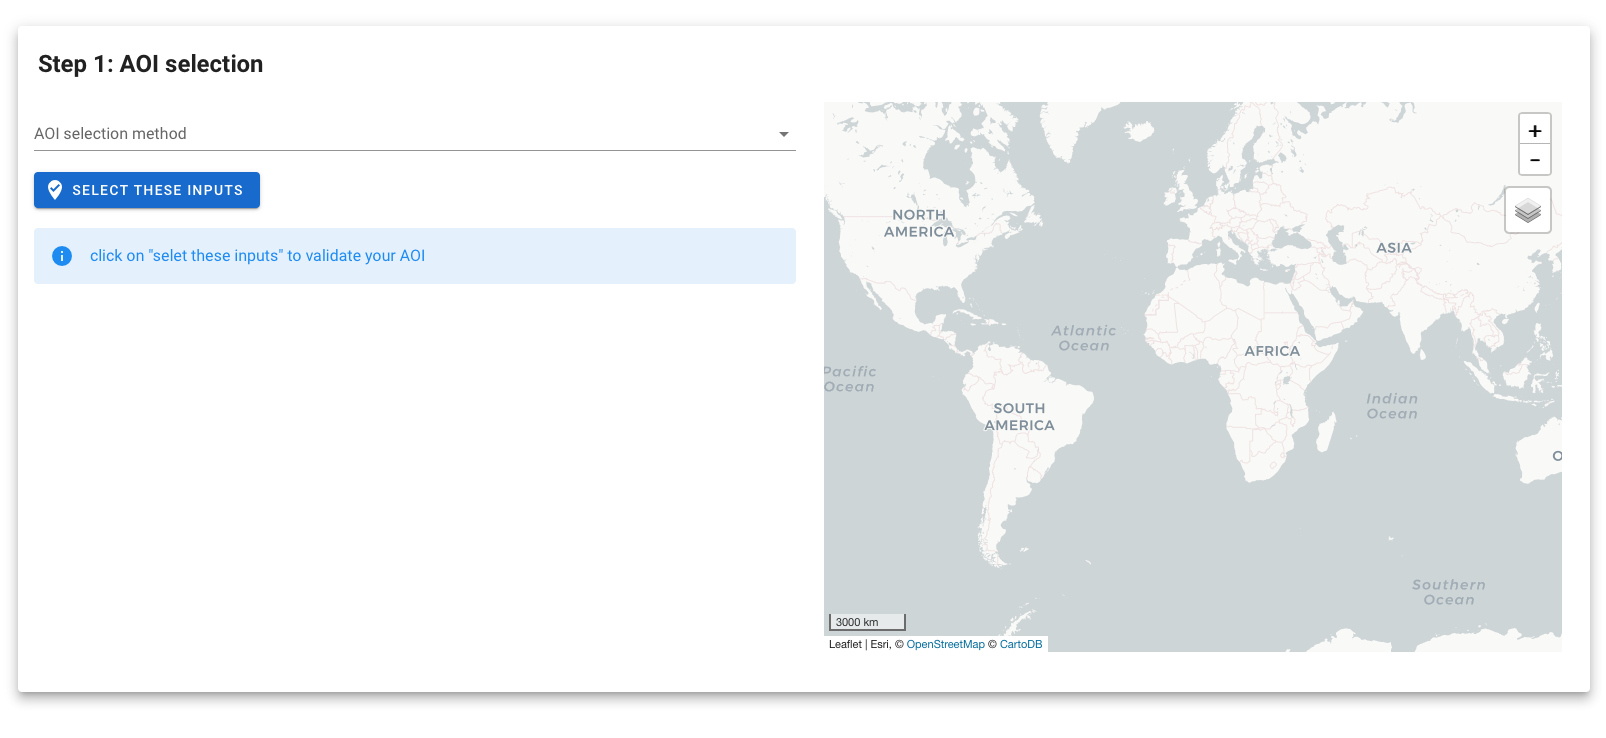 Step 1: AOI selection
AOI selection method
SELECT THESE INPUTS
click on "selet these inputs" to validate your AOI
+
-
NORTH
AMERICA
ASIA
Atlantic
Ocean
AFRICA
Pacific
Ocean
Indian
Ocean
SOUTH
AMERICA
O
Southern
Ocean
3000 km
Leaflet | Esri, © OpenStreetMap © CartoDB